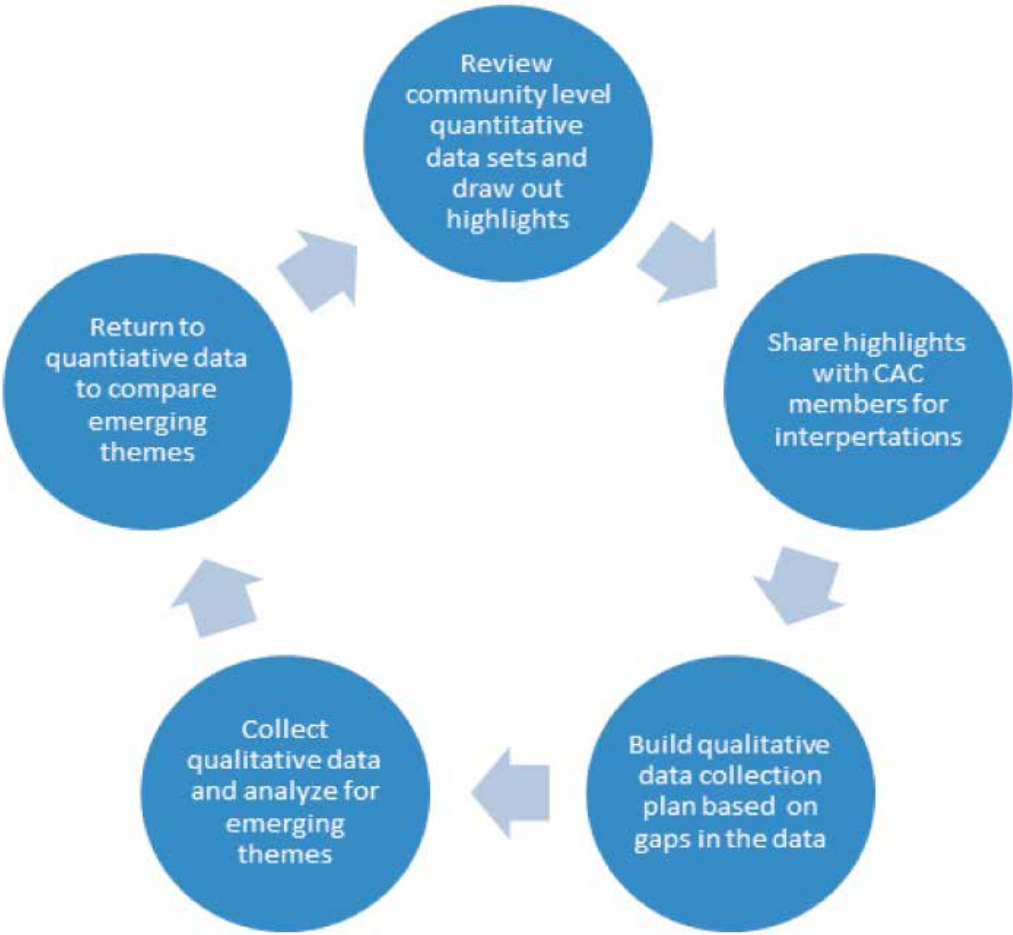 Review
community level
quantitative
data sets and
draw out
highlights
Share highlights
with CAC
members for
interpertations
Build qualitative
data collection
plan based on
gaps in the data
Collect
qualitative data
and analyze for
emerging
themes
Return to
quantiative data
to compare
emerging
themes